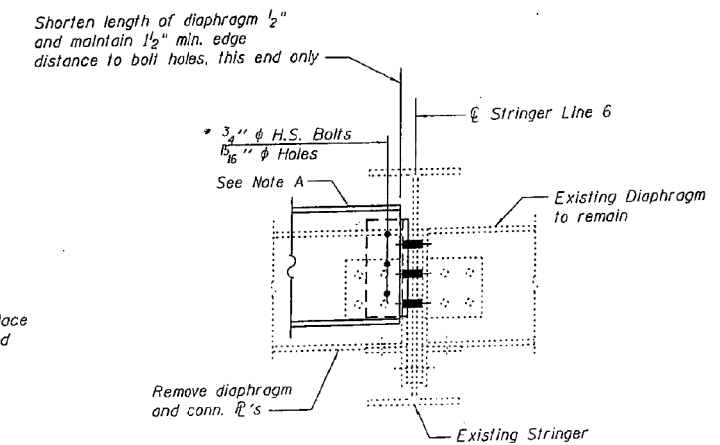 Shorten length of diaphragm 1/2"
and maintain 1 1/2" min. edge
distance to bolt holes, this end only
℄ Stringer Line 6
* 3/4" ϕ H.S. Bolts
15/16" ϕ Holes
See Note A
Existing Diaphragm
to remain
lace
d
Remove diaphragm
and conn. ⅊'s
Existing Stringer